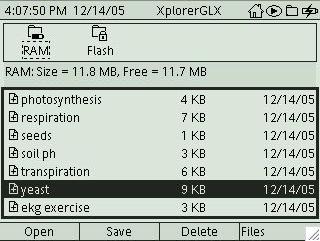 4:07:50 PM 12/14/05 XplorerGLX
RAM: Flash
RAM: Size = 11.8 MB, Free = 11.7 MB
photosynthesis 4 KB 12/14/05
respiration 7 KB 12/14/05
seeds 1 KB 12/14/05
soil ph 3 KB 12/14/05
transpiration 6 KB 12/14/05
yeast 9 KB 12/14/05
ekg exercise 3 KB 12/14/05
Open Save Delete Files